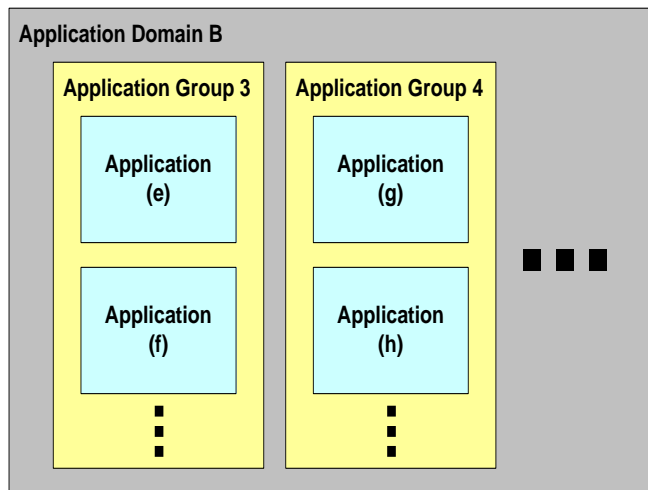 Application Domain B
Application Group 3
Application
(e)
Application
(f)
Application Group 4
Application
(g)
Application
(h)